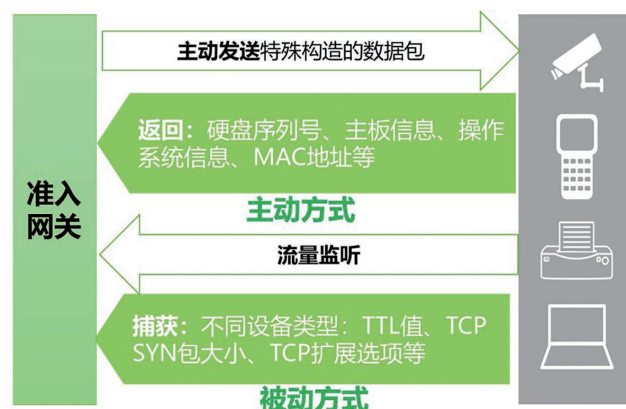 主动发送特殊构造的数据包
返回：硬盘序列号、主板信息、操作
系统信息、MAC地址等
主动方式
准入
网关
流量监听
捕获：不同设备类型：TTL值、TCP
SYN包大小、TCP扩展选项等
被动方式